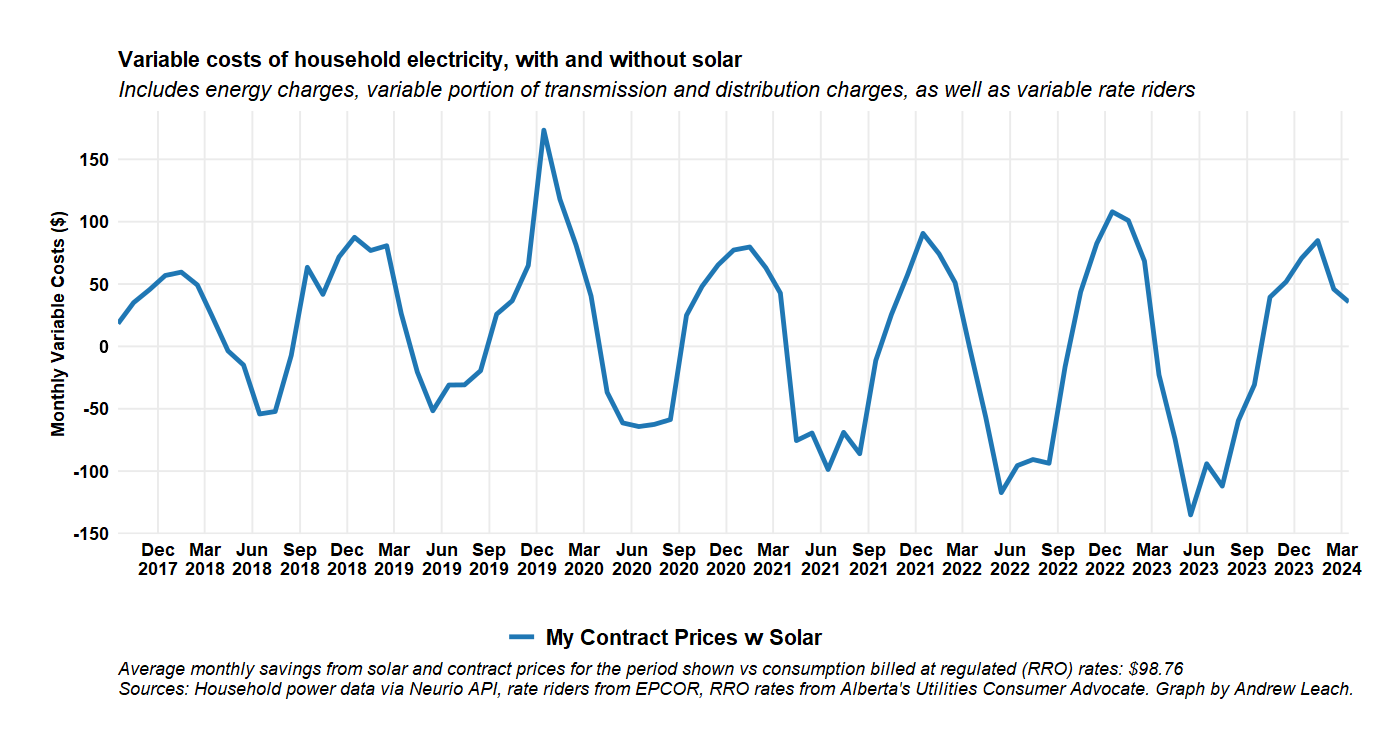 Variable costs of household electricity, with and without solar
Includes energy charges, variable portion of transmission and distribution charges, as well as variable rate riders
Monthly Variable Costs ($)
150
100
50
0
-50
-100
-150
Dec Mar Jun Sep Dec Mar Jun Sep Dec Mar Jun Sep Dec Mar Jun Sep Dec Mar Jun Sep Dec Mar Jun Sep Dec Mar
2017 2018 2018 2018 2018 2019 2019 2019 2019 2020 2020 2020 2020 2021 2021 2021 2021 2022 2022 2022 2022 2023 2023 2023 2023 2024
My Contract Prices w Solar
Average monthly savings from solar and contract prices for the period shown vs consumption billed at regulated (RRO) rates: $98.76
Sources: Household power data via Neurio API, rate riders from EPCOR, RRO rates from Alberta's Utilities Consumer Advocate. Graph by Andrew Leach.